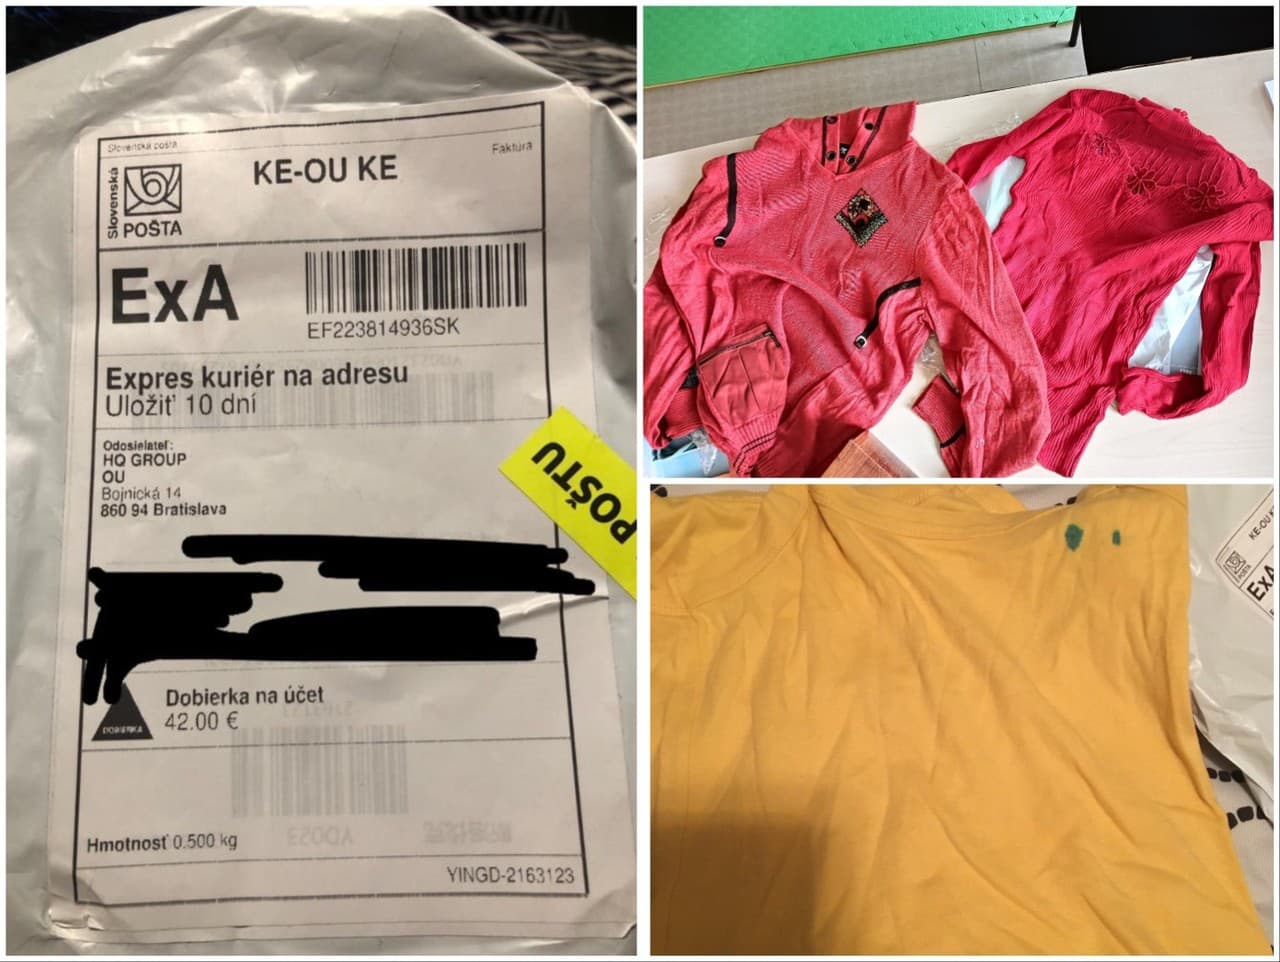 Slovenská pošta
Faktúra
KE-OU KE
Slovenská
POŠTA
ExA
EF223814936SK
Expres kuriér na adresu
Uložiť 10 dní
Odosielateľ:
HQ GROUP
OU
Bojnická 14
860 94 Bratislava
POŠTU
Dobierka na účet
42.00 €
DOBIERKA
Hmotnosť 0.500 kg
YINGD-2163123
KE-OU K
POŠTA
ExA